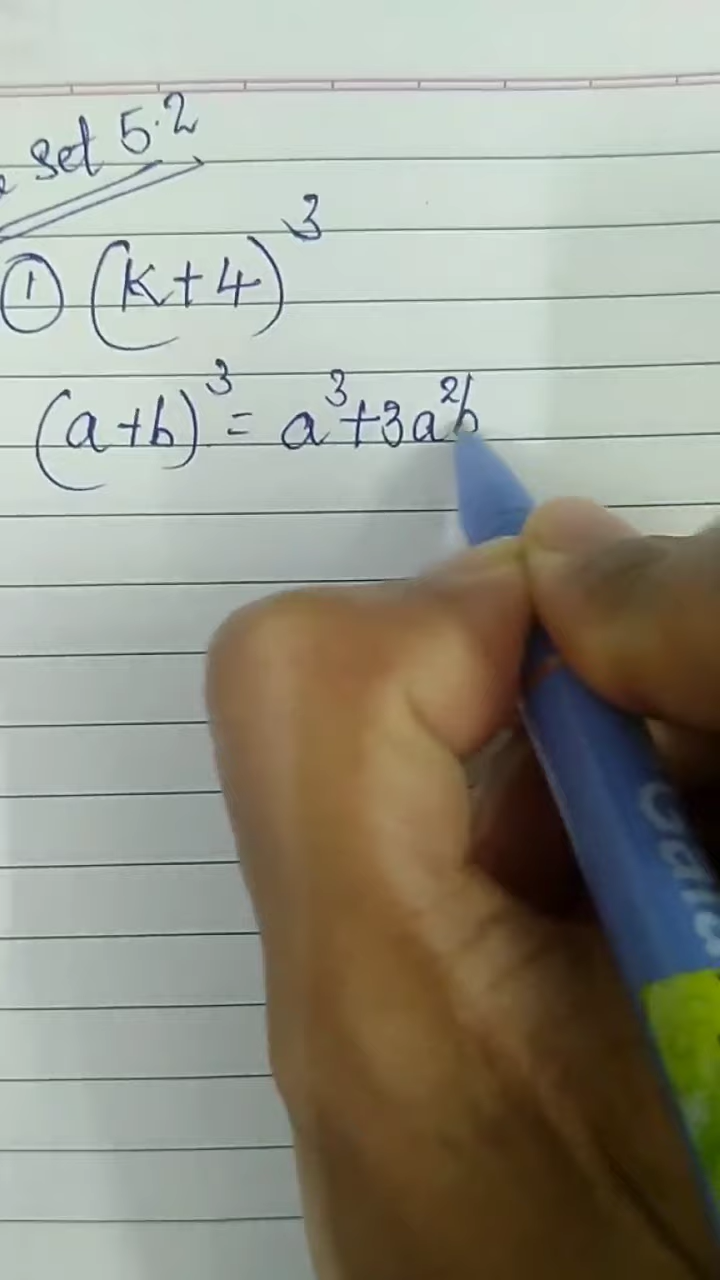 set 5.2
① (k+4)³
(a+b)³ = a³+3a²b